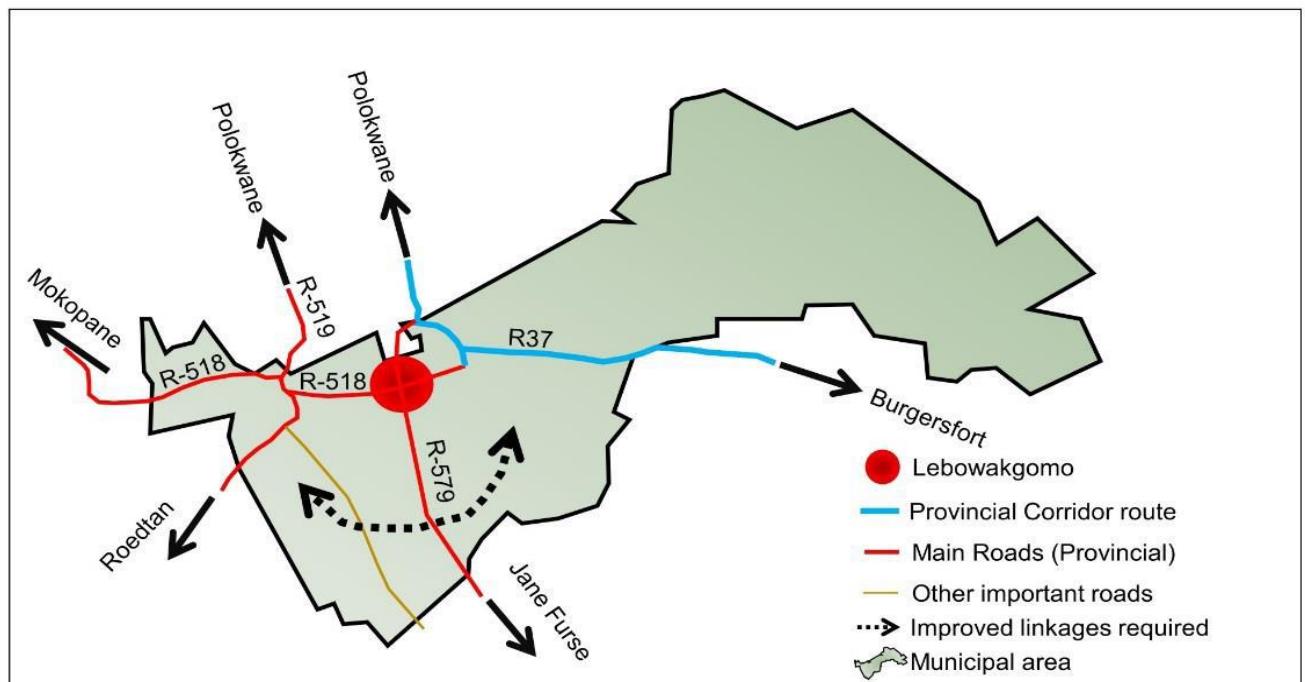 Polokwane
Polokwane
Mokopane
R-519
R-518
R-518
R37
Burgersfort
R-579
Roedtan
Jane Furse
Lebowakgomo
Provincial Corridor route
Main Roads (Provincial)
Other important roads
Improved linkages required
Municipal area